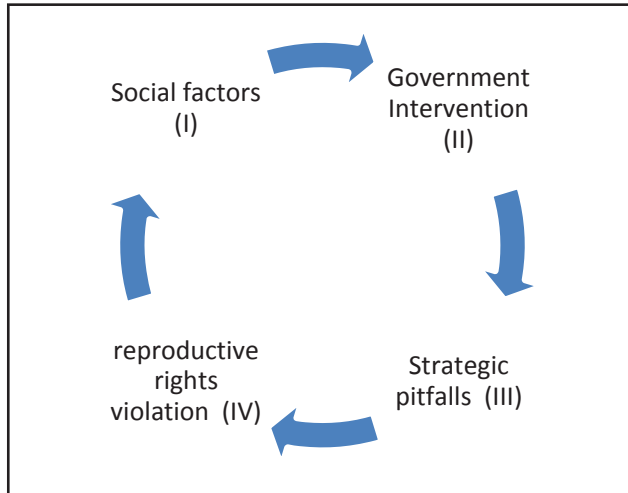 Social factors
(I)
Government
Intervention
(II)
Strategic
pitfalls (III)
reproductive
rights
violation (IV)